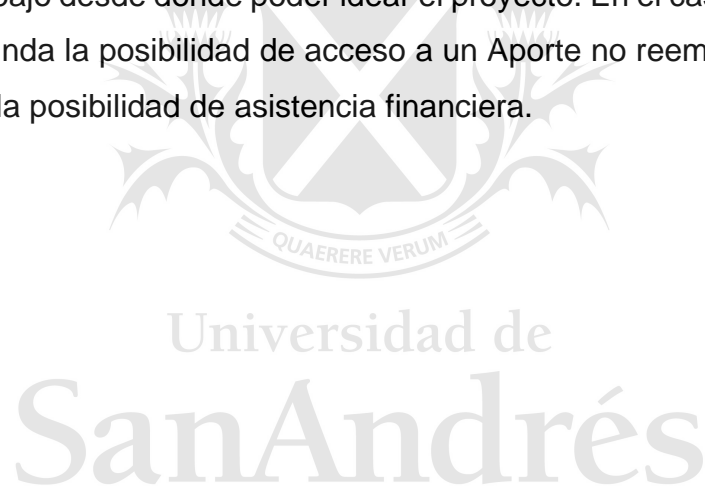 bajo desde donde poder idear el proyecto. En el cas
nda la posibilidad de acceso a un Aporte no reem
la posibilidad de asistencia financiera.
QUAERERE VERUM
Universidad de
SanAndrés